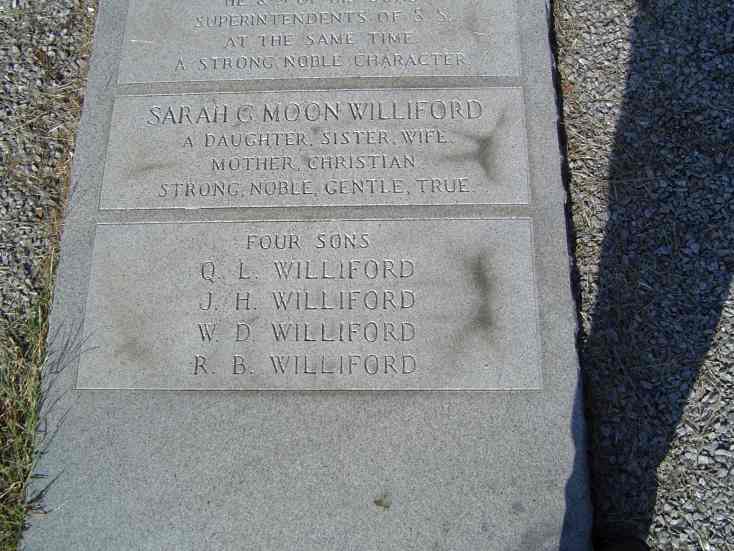 SUPERINTENDENTS OF S. S.
AT THE SAME TIME.
A STRONG NOBLE CHARACTER.
SARAH C. MOON WILLIFORD
A DAUGHTER, SISTER, WIFE.
MOTHER, CHRISTIAN
STRONG, NOBLE, GENTLE, TRUE.
FOUR SONS
Q. L. WILLIFORD
J. H. WILLIFORD
W. D. WILLIFORD
R. B. WILLIFORD